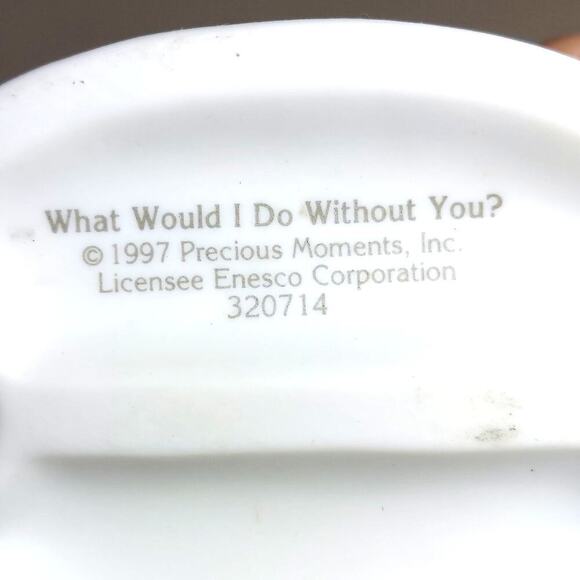 What Would I Do Without You?
© 1997 Precious Moments, Inc.
Licensee Enesco Corporation
320714